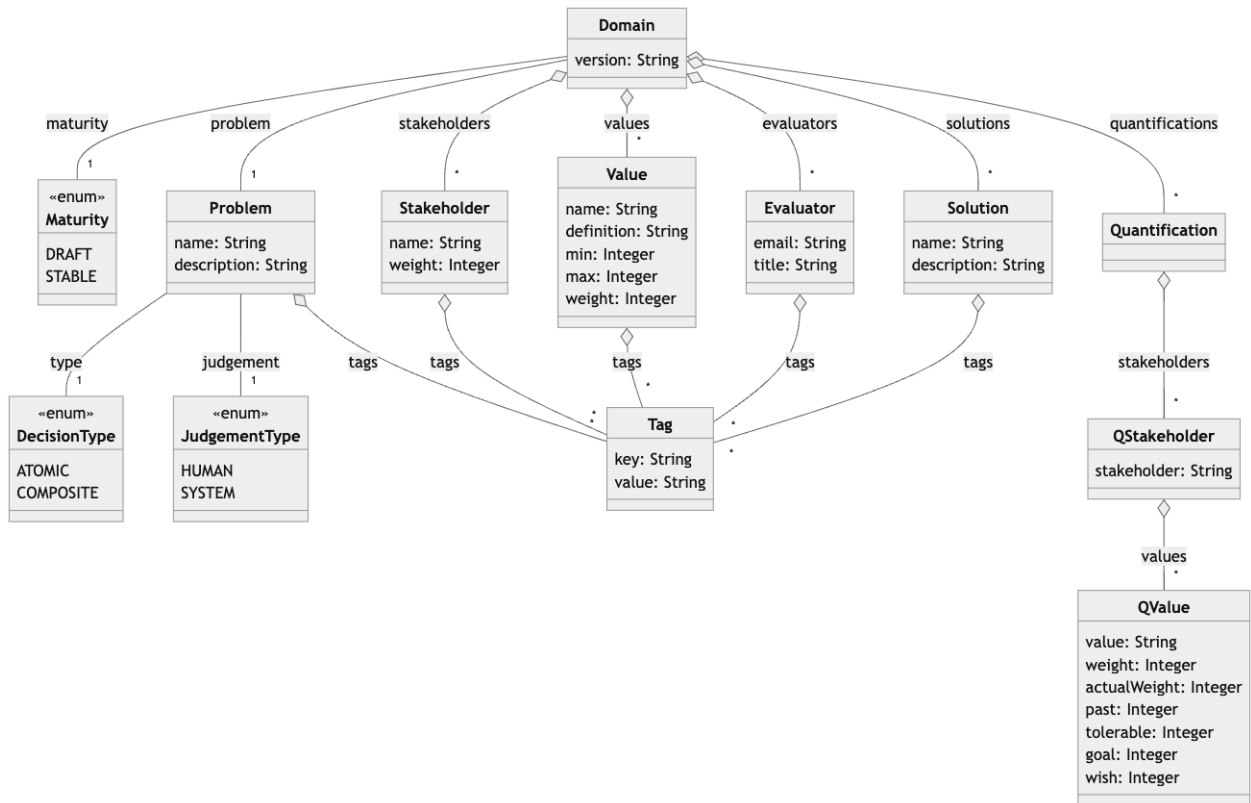 Domain
version: String
maturity
problem
stakeholders
values
evaluators
solutions
quantifications
1
1
*
*
*
*
*
«enum»
Maturity
DRAFT
STABLE
Problem
name: String
description: String
Stakeholder
name: String
weight: Integer
Value
name: String
definition: String
min: Integer
max: Integer
weight: Integer
Evaluator
email: String
title: String
Solution
name: String
description: String
Quantification
type
judgement
tags
tags
tags
tags
tags
stakeholders
1
1
*
*
*
*
*
*
«enum»
DecisionType
ATOMIC
COMPOSITE
«enum»
JudgementType
HUMAN
SYSTEM
Tag
key: String
value: String
QStakeholder
stakeholder: String
values
*
QValue
value: String
weight: Integer
actualWeight: Integer
past: Integer
tolerable: Integer
goal: Integer
wish: Integer